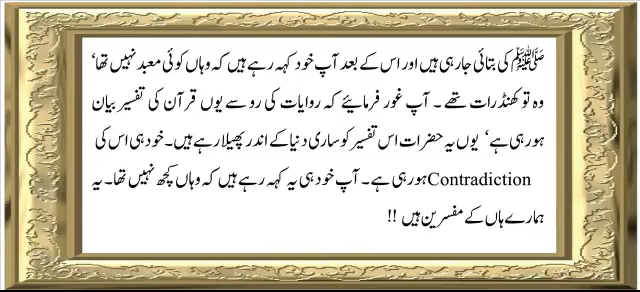 ﷺ کی بتائی جارہی ہیں اور اس کے بعد آپ خود کہہ رہے ہیں کہ وہاں کوئی معبد نہیں تھا‘
وہ تو کھنڈرات تھے ۔ آپ غور فرمائیے کہ روایات کی رو سے یوں قرآن کی تفسیر بیان
ہو رہی ہے‘ یوں یہ حضرات اس تفسیر کو ساری دنیا کے اندر پھیلا رہے ہیں۔ خود ہی اس کی
Contradiction ہو رہی ہے۔ آپ خود ہی یہ کہہ رہے ہیں کہ وہاں کچھ نہیں تھا۔ یہ
ہمارے ہاں کے مفسرین ہیں !!